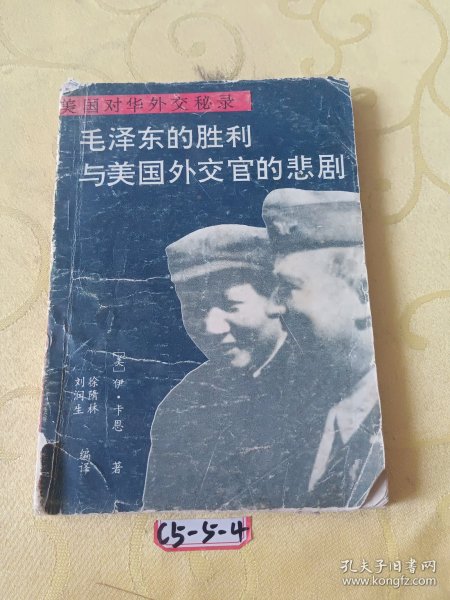 美国对华外交秘录
毛泽东的胜利
与美国外交官的悲剧
[美] 伊·卡恩 著
徐隋林
刘润生
编译
C5-5-4
孔夫子旧书网
www.kongfz.com